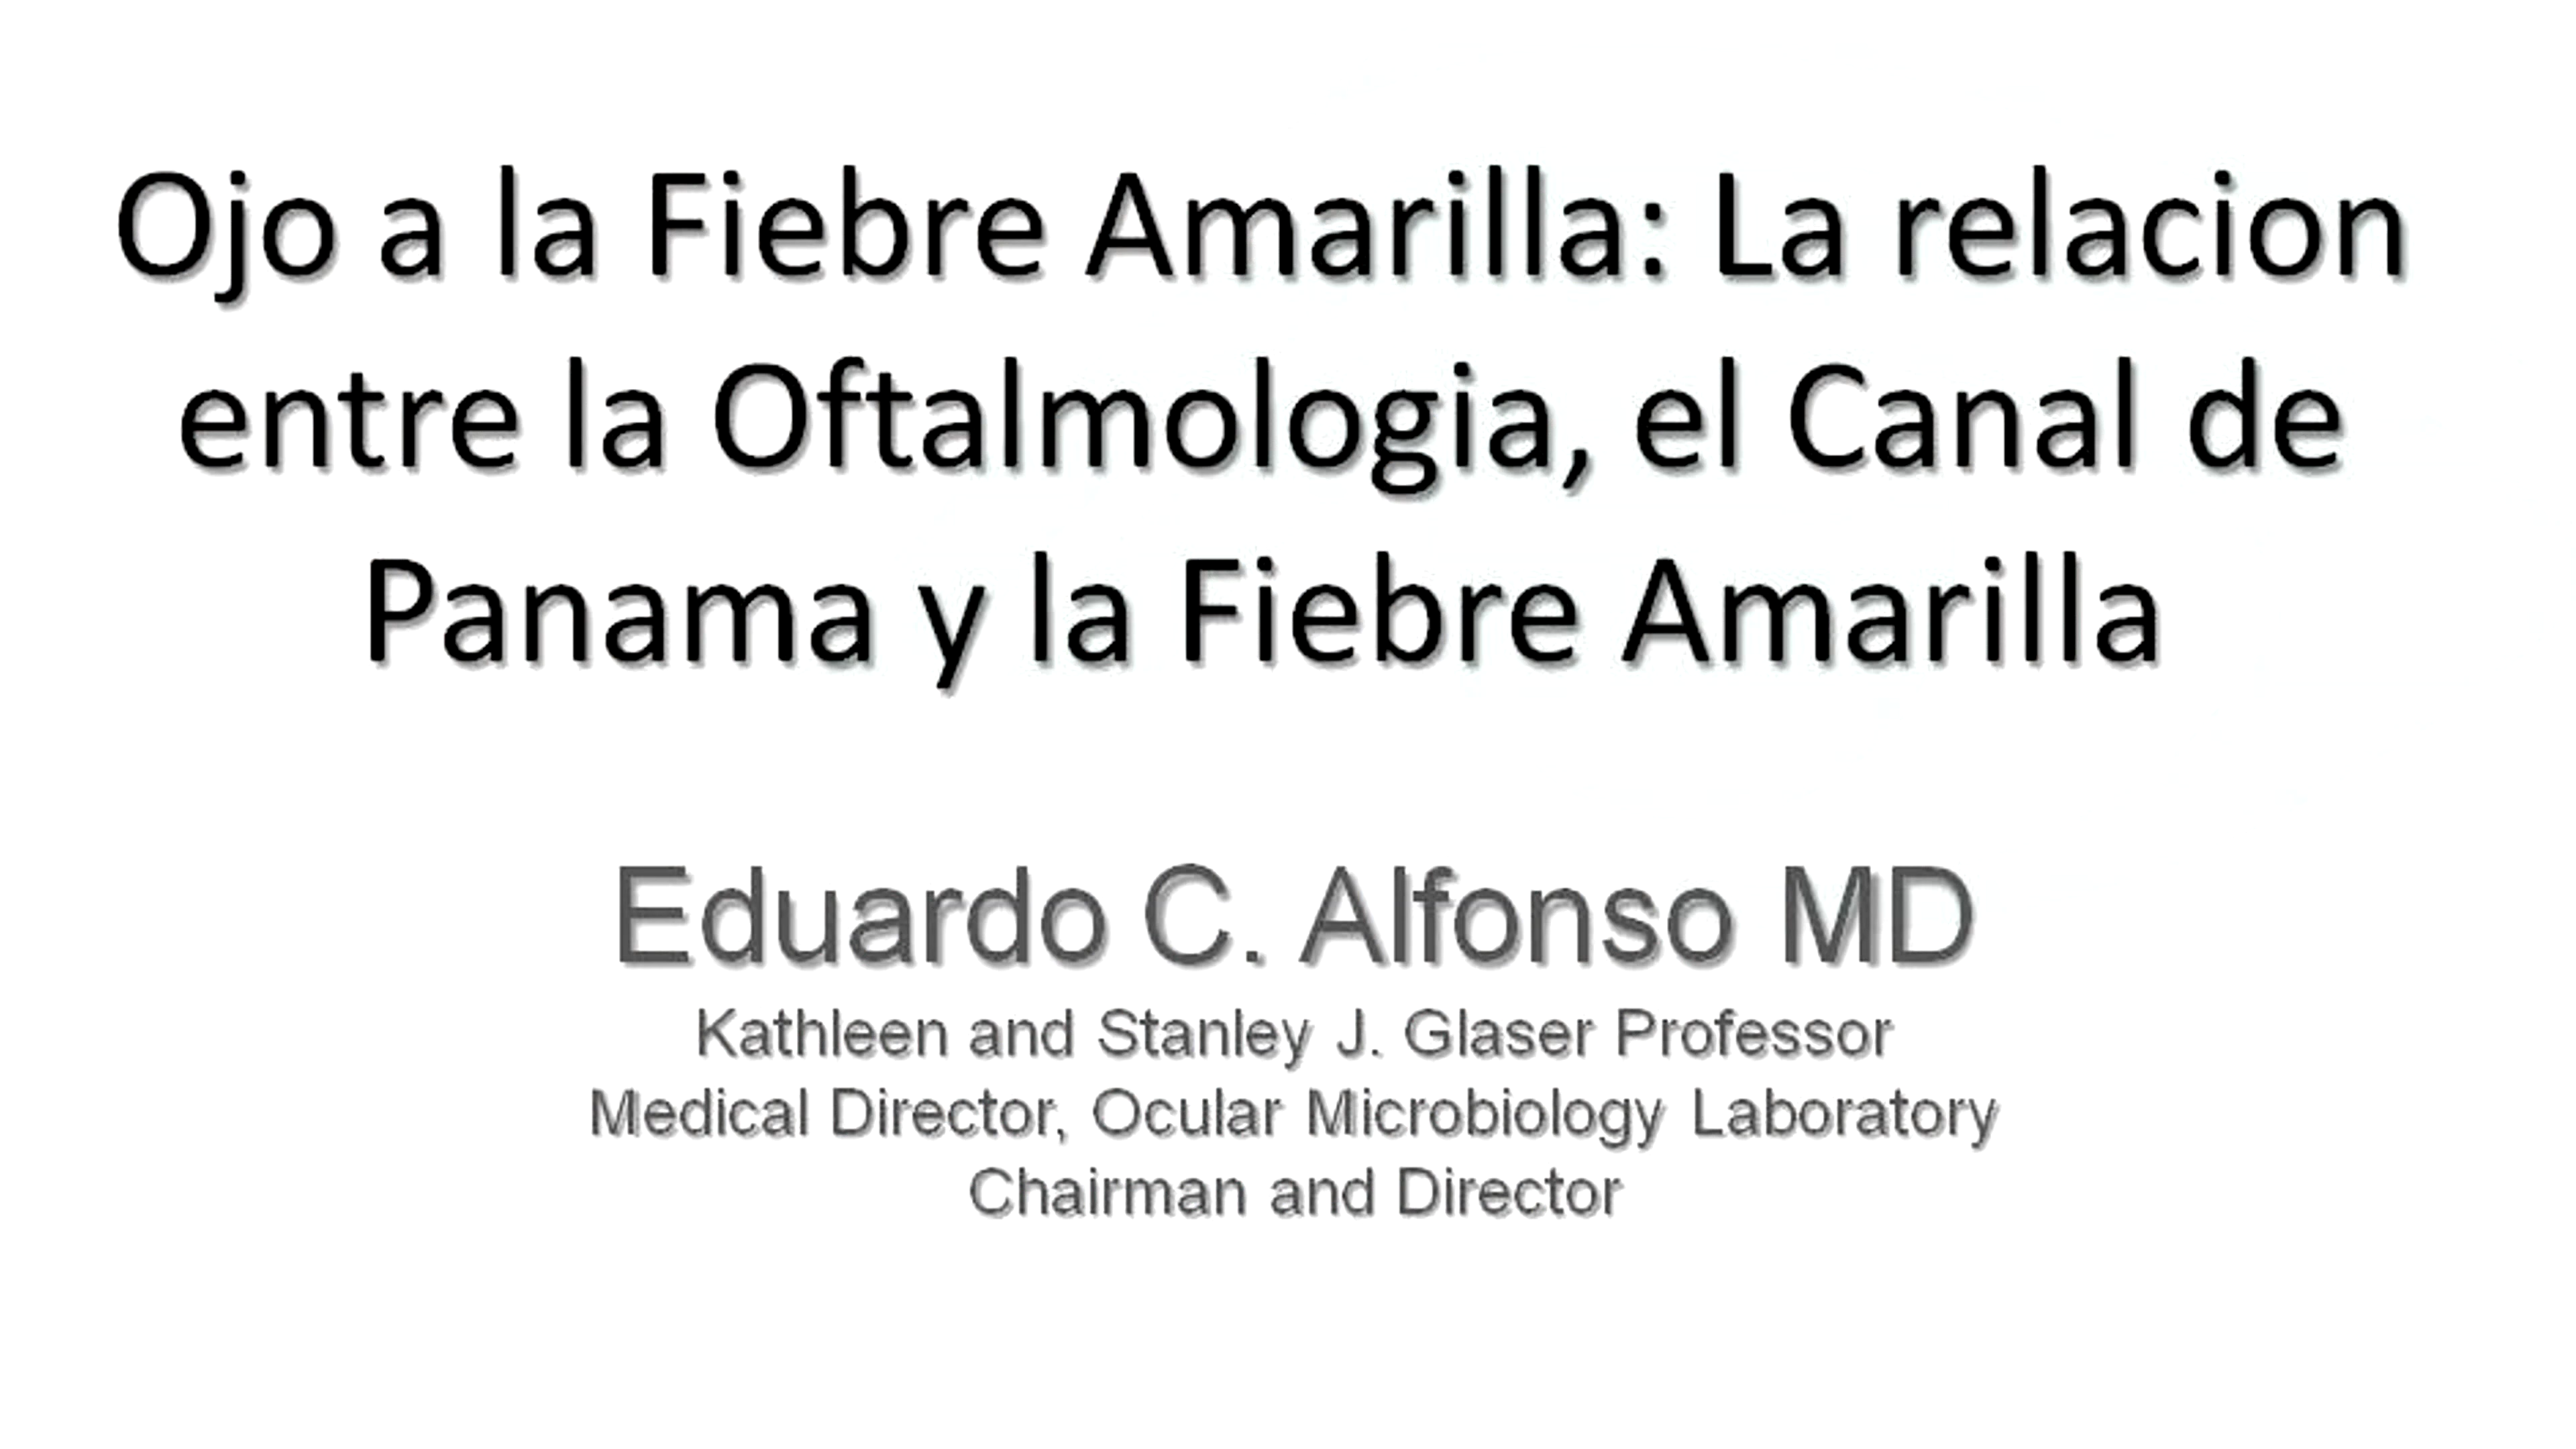 Ojo a la Fiebre Amarilla: La relacion
entre la Oftalmologia, el Canal de
Panama y la Fiebre Amarilla
Eduardo C. Alfonso MD
Kathleen and Stanley J. Glaser Professor
Medical Director, Ocular Microbiology Laboratory
Chairman and Director